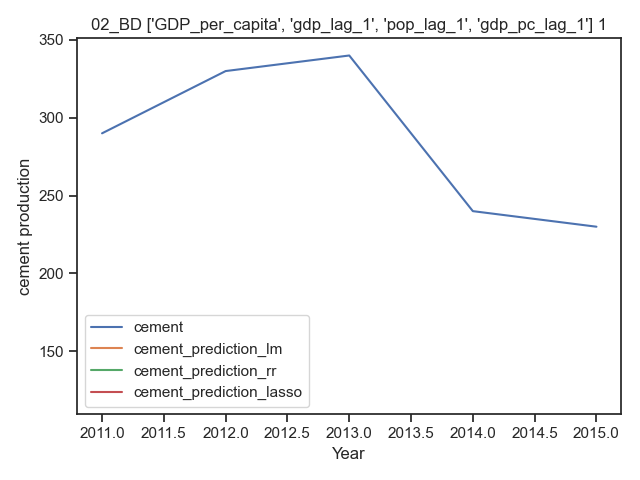 02_BD ['GDP_per_capita', 'gdp_lag_1', 'pop_lag_1', 'gdp_pc_lag_1'] 1
350
300
250
200
150
cement production
cement
cement_prediction_lm
cement_prediction_rr
cement_prediction_lasso
2011.0 2011.5 2012.0 2012.5 2013.0 2013.5 2014.0 2014.5 2015.0
Year